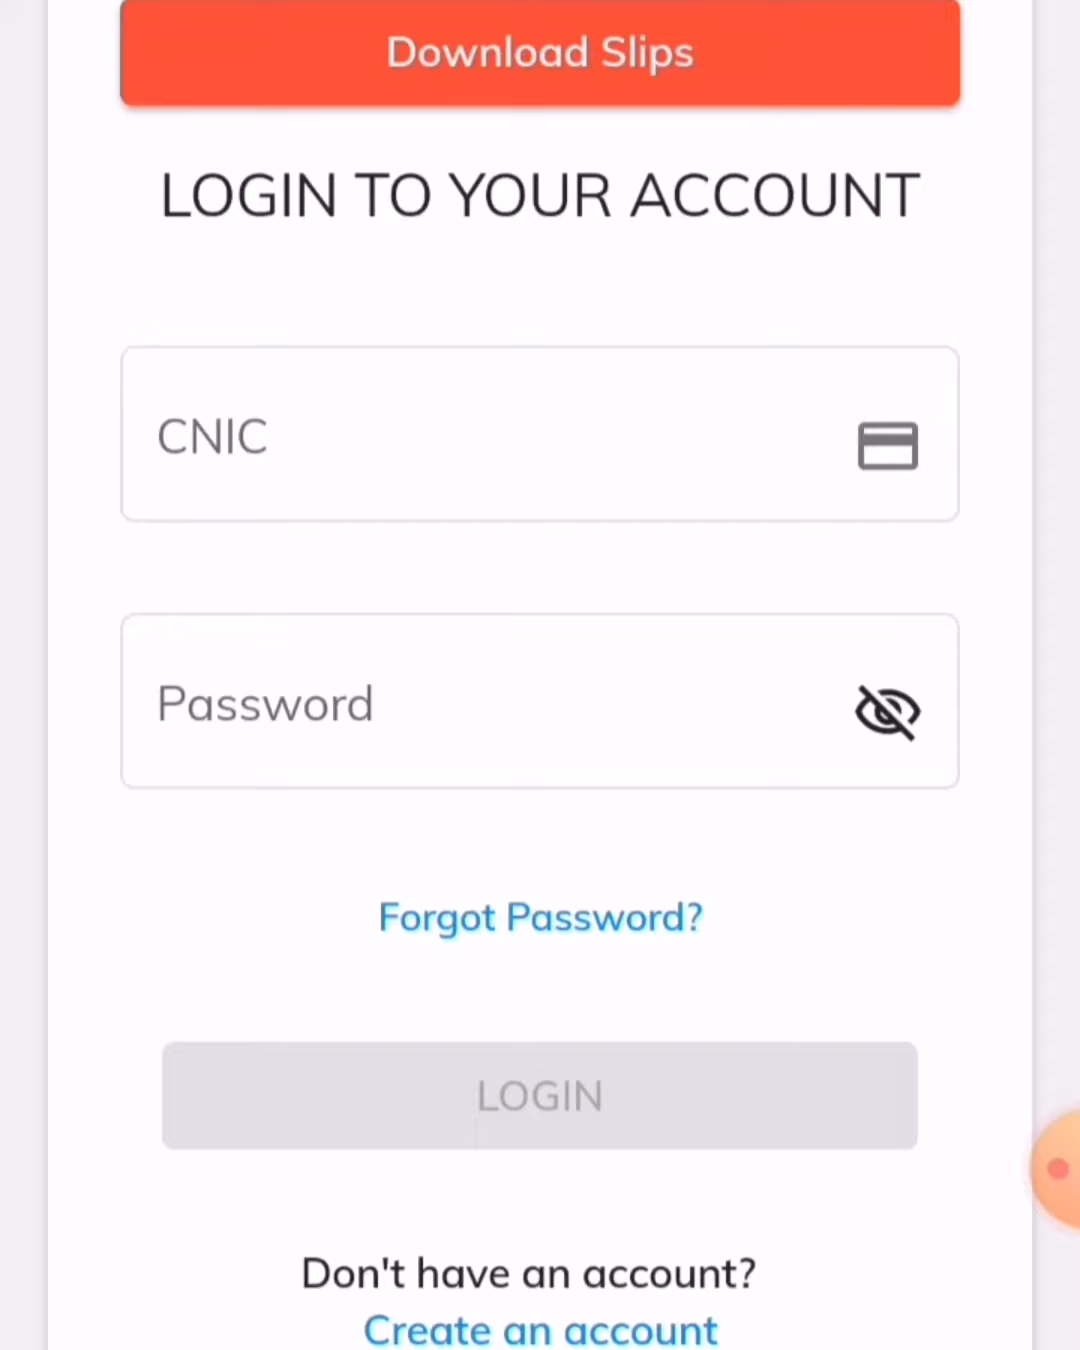 Download Slips
LOGIN TO YOUR ACCOUNT
CNIC
Password
Forgot Password?
LOGIN
Don't have an account?
Create an account